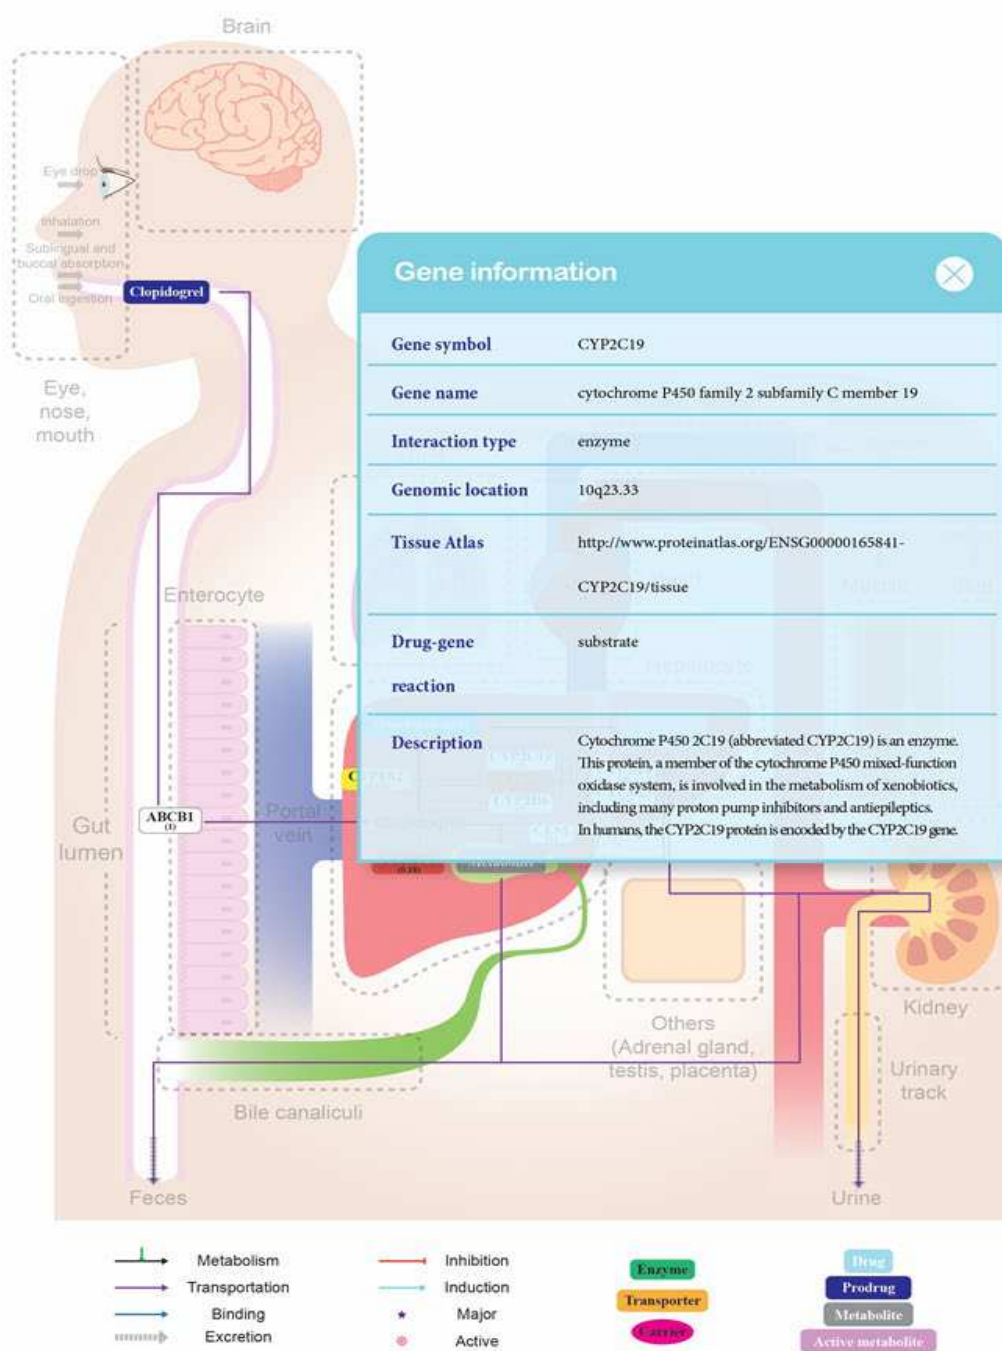 Brain
Eye drop
Inhalation
Sublingual and
buccal absorption
Oral ingestion
Clopidogrel
Eye,
nose,
mouth
Gene information
Gene symbol CYP2C19
Gene name cytochrome P450 family 2 subfamily C member 19
Interaction type enzyme
Genomic location 10q23.33
Tissue Atlas http://www.proteinatlas.org/ENSG00000165841-
CYP2C19/tissue
Drug-gene substrate
reaction
Description Cytochrome P450 2C19 (abbreviated CYP2C19) is an enzyme.
This protein, a member of the cytochrome P450 mixed-function
oxidase system, is involved in the metabolism of xenobiotics,
including many proton pump inhibitors and antiepileptics.
In humans, the CYP2C19 protein is encoded by the CYP2C19 gene.
Enterocyte
Hepatocyte
ABCB1
(1)
Portal
vein
Gut
lumen
Metabolite
Others
(Adrenal gland,
testis, placenta)
Kidney
Urinary
track
Bile canaliculi
Feces
Urine
Metabolism
Transportation
Binding
Excretion
Inhibition
Induction
Major
Active
Enzyme
Transporter
Carrier
Drug
Prodrug
Metabolite
Active metabolite